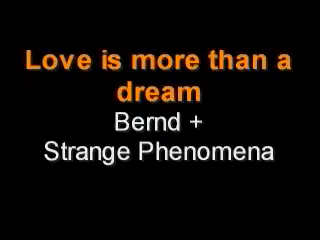 Love is more than a
dream
Bernd +
Strange Phenomena